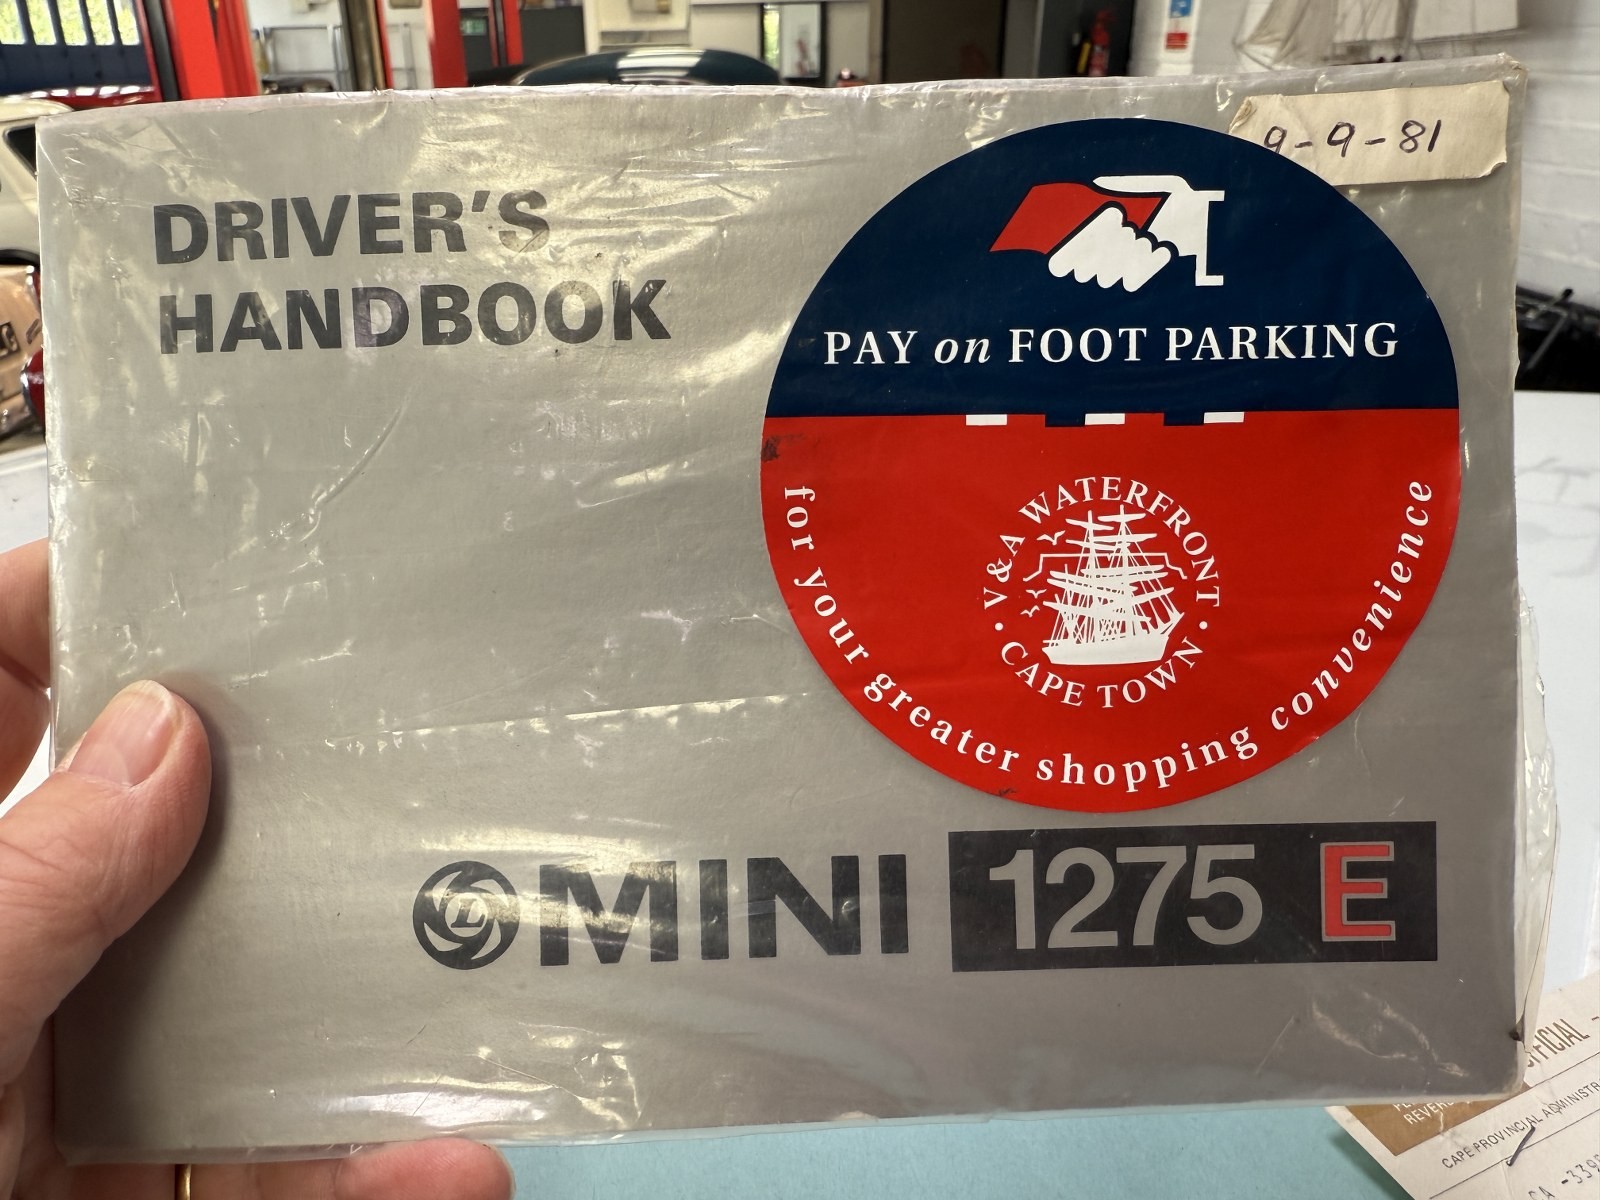 9-9-81
DRIVER'S
HANDBOOK
PAY on FOOT PARKING
V&A WATERFRONT
• CAPE TOWN •
for your greater shopping convenience
L MINI 1275 E
CAPE PROVINCIAL